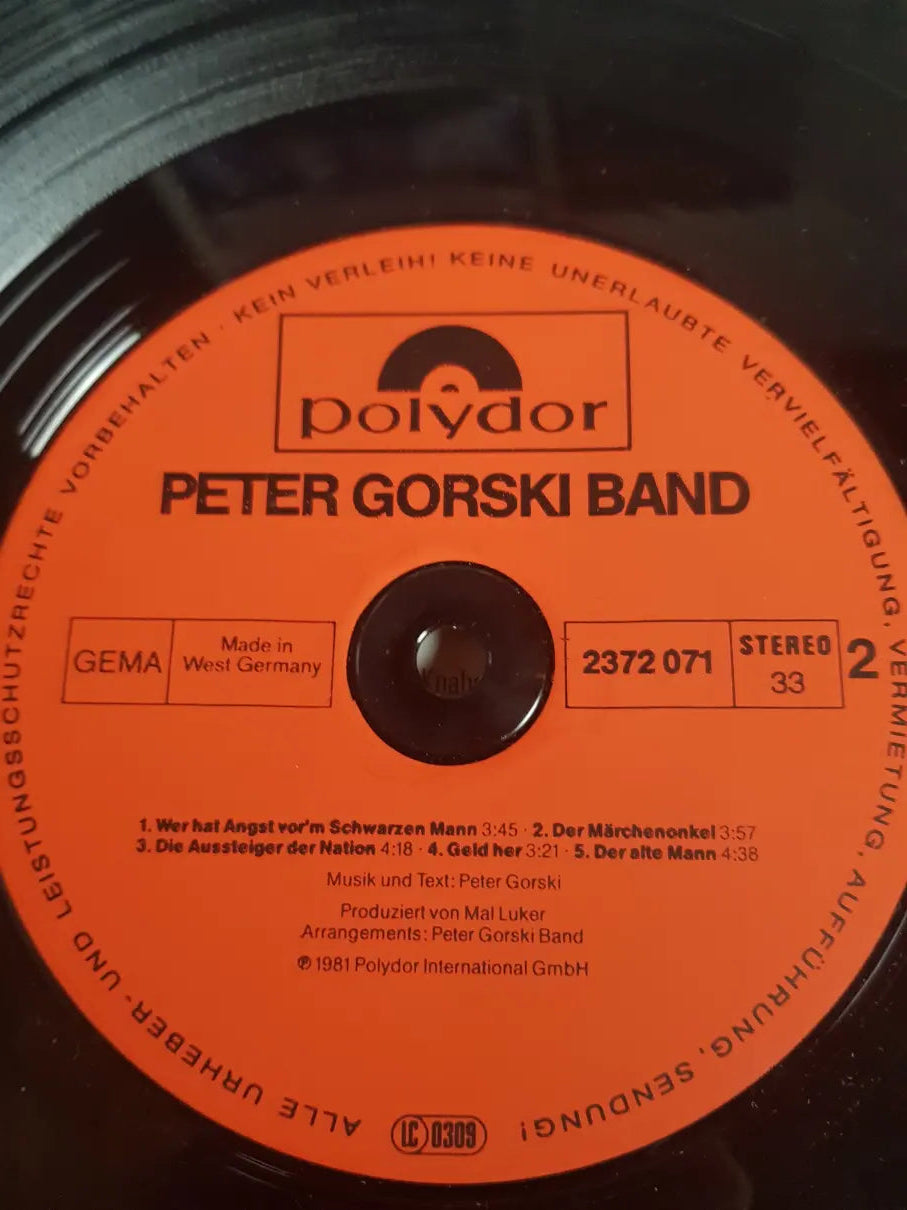 ALLE URHEBER- UND LEISTUNGSSCHUTZRECHTE VORBEHALTEN · KEIN VERLEIH! KEINE UNERLAUBTE VERVIELFÄLTIGUNG, VERMIETUNG, AUFFÜHRUNG, SENDUNG!
polydor
PETER GORSKI BAND
GEMA
Made in
West Germany
2372 071
STEREO
33
2
1. Wer hat Angst vor'm Schwarzen Mann 3:45 · 2. Der Märchenonkel 3:57
3. Die Aussteiger der Nation 4:18 · 4. Geld her 3:21 · 5. Der alte Mann 4:38
Musik und Text: Peter Gorski
Produziert von Mal Luker
Arrangements: Peter Gorski Band
℗ 1981 Polydor International GmbH
LC 0309